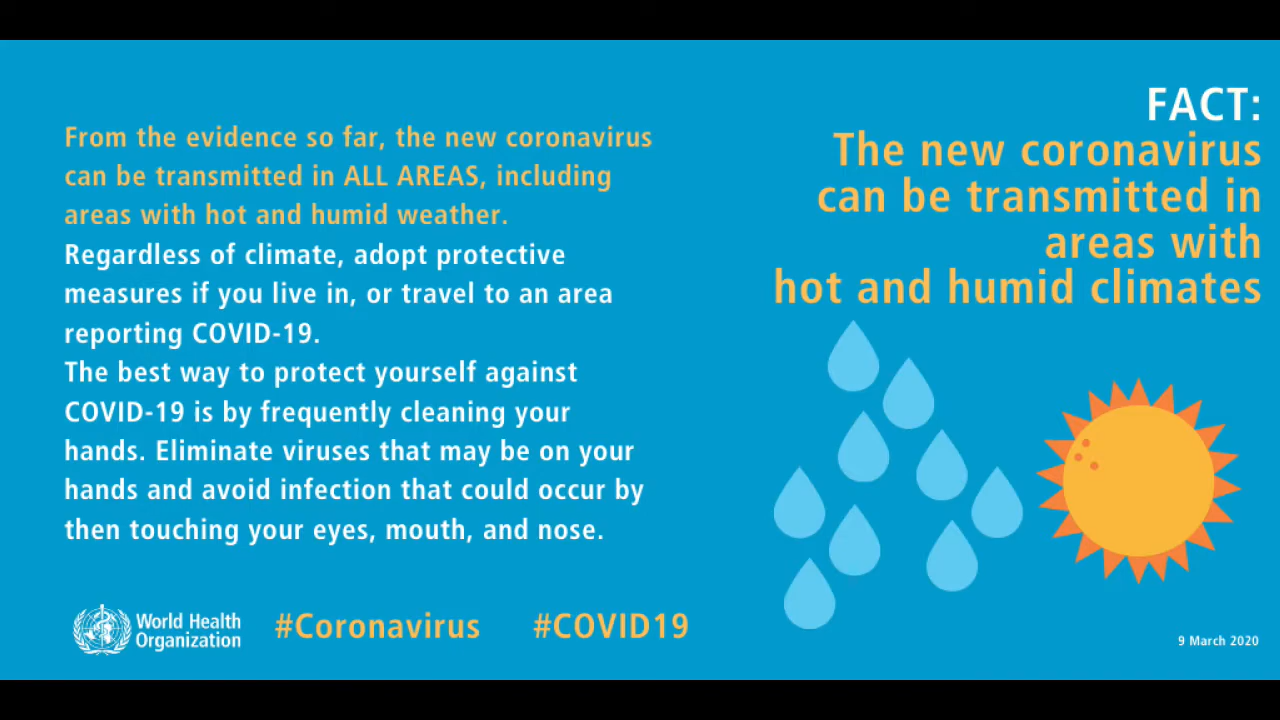 From the evidence so far, the new coronavirus
can be transmitted in ALL AREAS, including
areas with hot and humid weather.
Regardless of climate, adopt protective
measures if you live in, or travel to an area
reporting COVID-19.
The best way to protect yourself against
COVID-19 is by frequently cleaning your
hands. Eliminate viruses that may be on your
hands and avoid infection that could occur by
then touching your eyes, mouth, and nose.
FACT:
The new coronavirus
can be transmitted in
areas with
hot and humid climates
World Health
Organization
#Coronavirus #COVID19
9 March 2020